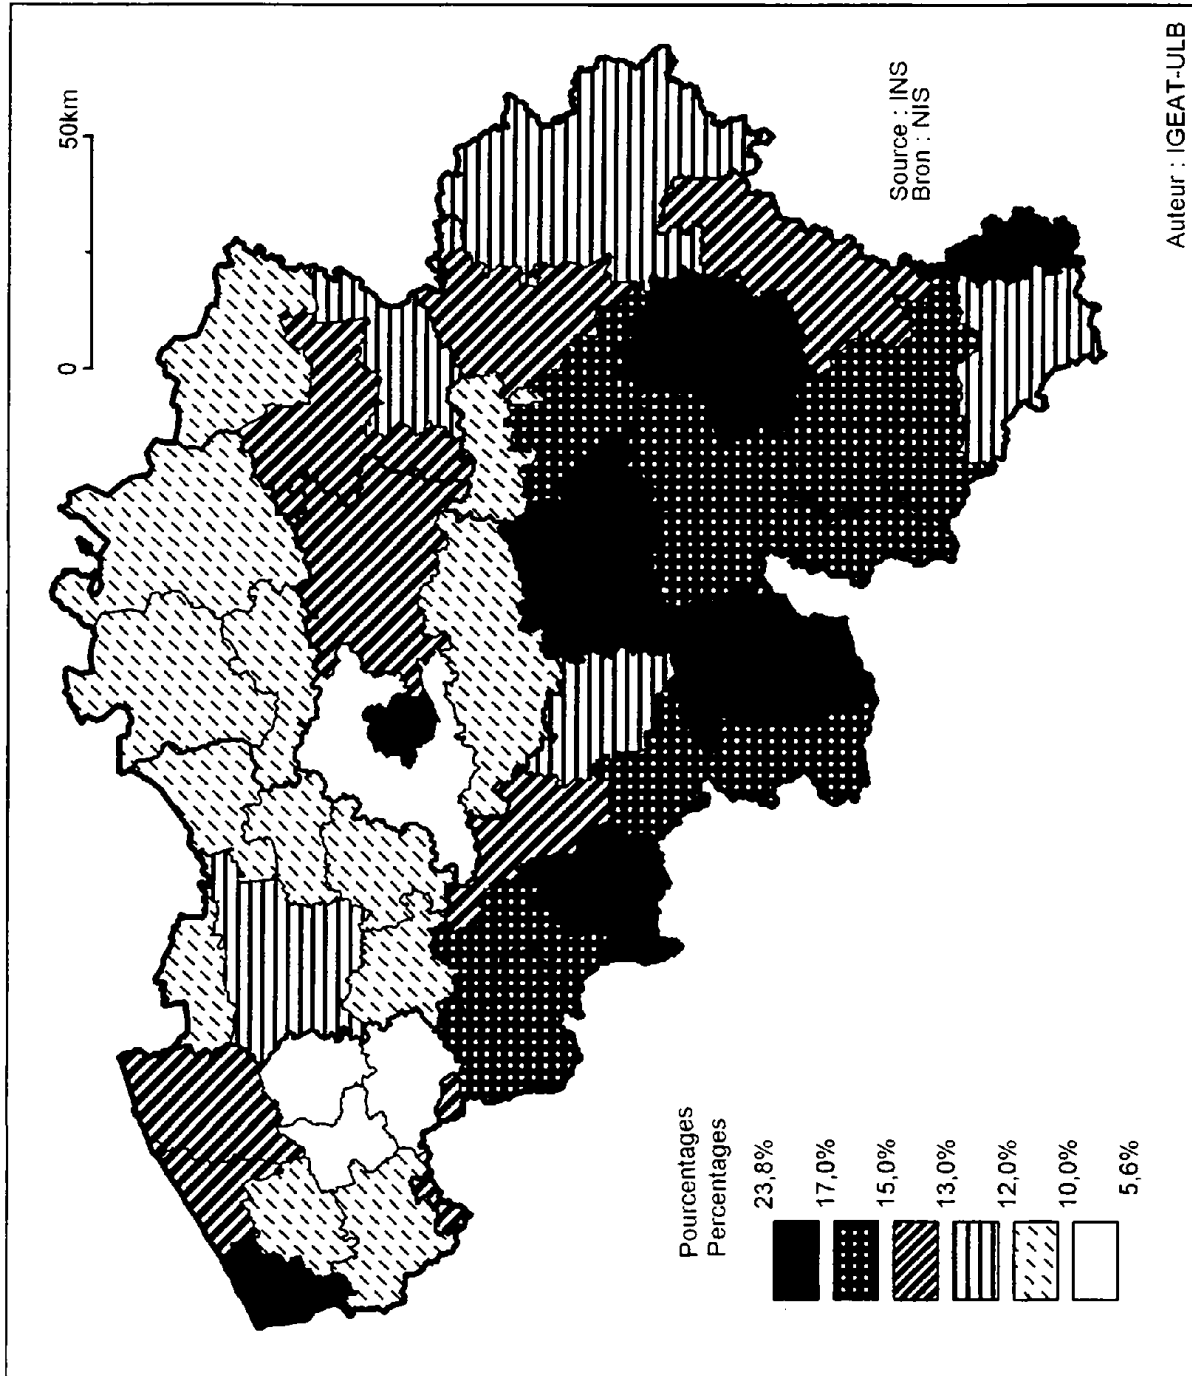 0
50km
Source : INS
Bron : NIS
Pourcentages
Percentages
23,8%
17,0%
15,0%
13,0%
12,0%
10,0%
5,6%
Auteur : IGEAT-ULB